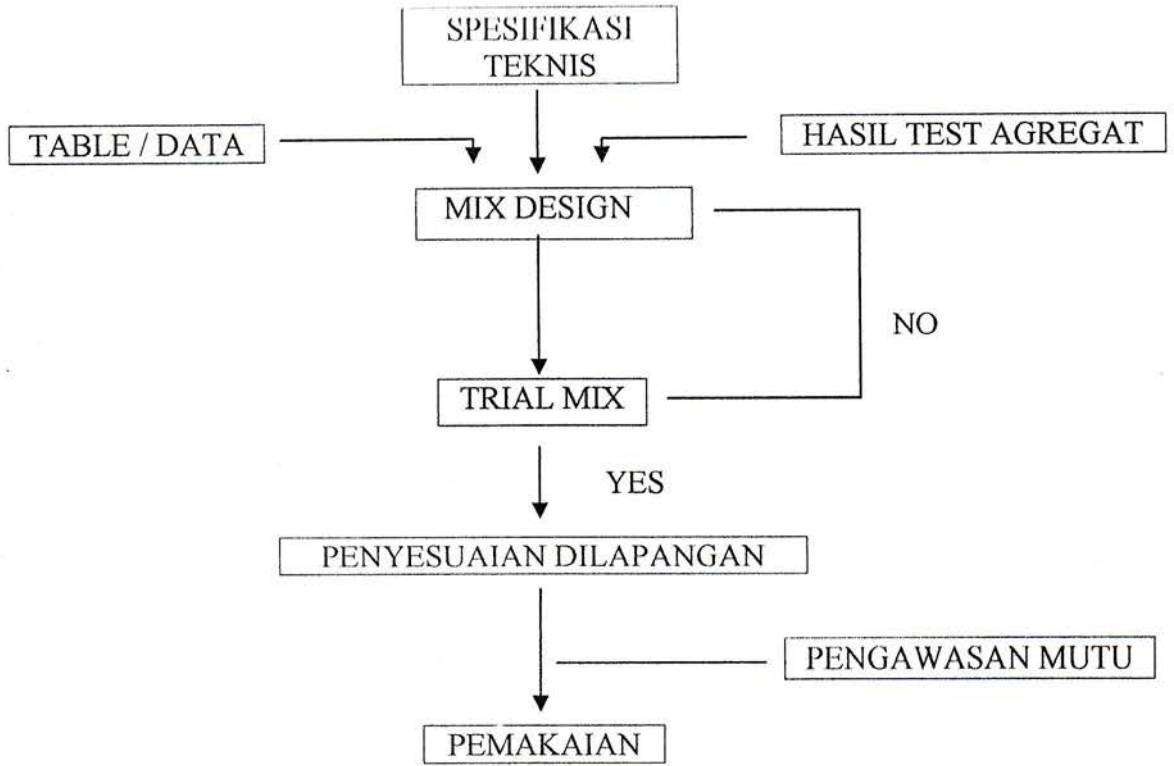 SPESIFIKASI
TEKNIS
TABLE / DATA
HASIL TEST AGREGAT
MIX DESIGN
NO
TRIAL MIX
YES
PENYESUAIAN DILAPANGAN
PENGAWASAN MUTU
PEMAKAIAN